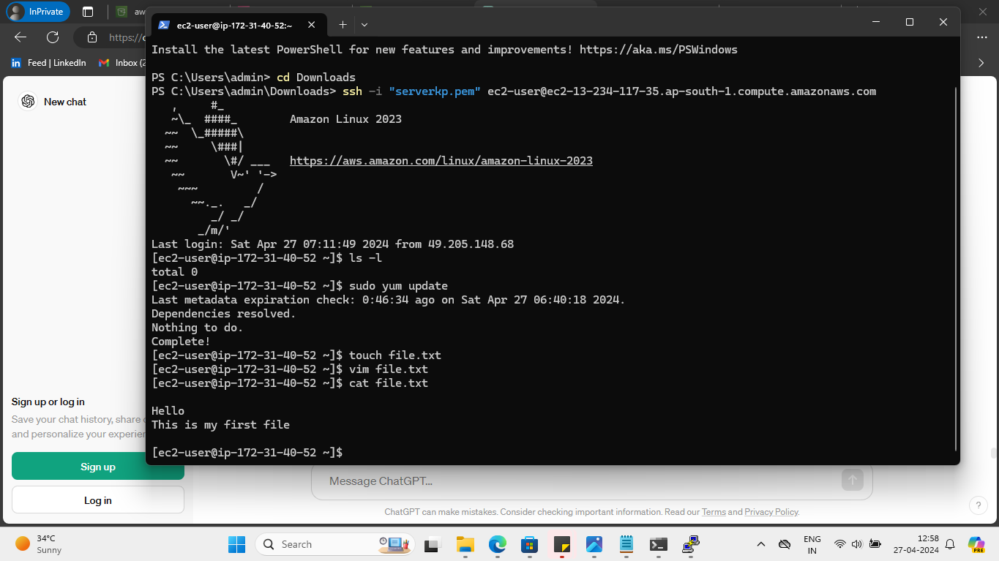 InPrivate
aw
ec2-user@ip-172-31-40-52:~
https://c
Feed | LinkedIn
Inbox (2
New chat
Install the latest PowerShell for new features and improvements! https://aka.ms/PSWindows
PS C:\Users\admin> cd Downloads
PS C:\Users\admin\Downloads> ssh -i "serverkp.pem" ec2-user@ec2-13-234-117-35.ap-south-1.compute.amazonaws.com
   ,     #_
   ~\_  ####_        Amazon Linux 2023
  ~~  \_#####\
  ~~     \###|
  ~~       \#/ ___   https://aws.amazon.com/linux/amazon-linux-2023
   ~~       V~' '->
    ~~~         /
      ~~._.   _/
         _/ _/
       _/m/'
Last login: Sat Apr 27 07:11:49 2024 from 49.205.148.68
[ec2-user@ip-172-31-40-52 ~]$ ls -l
total 0
[ec2-user@ip-172-31-40-52 ~]$ sudo yum update
Last metadata expiration check: 0:46:34 ago on Sat Apr 27 06:40:18 2024.
Dependencies resolved.
Nothing to do.
Complete!
[ec2-user@ip-172-31-40-52 ~]$ touch file.txt
[ec2-user@ip-172-31-40-52 ~]$ vim file.txt
[ec2-user@ip-172-31-40-52 ~]$ cat file.txt
Hello
This is my first file
[ec2-user@ip-172-31-40-52 ~]$
Sign up or log in
Save your chat history, share
and personalize your experie
Sign up
Log in
Message ChatGPT...
ChatGPT can make mistakes. Consider checking important information. Read our Terms and Privacy Policy.
?
34°C
Sunny
Search
ENG
IN
12:58
27-04-2024
PRE